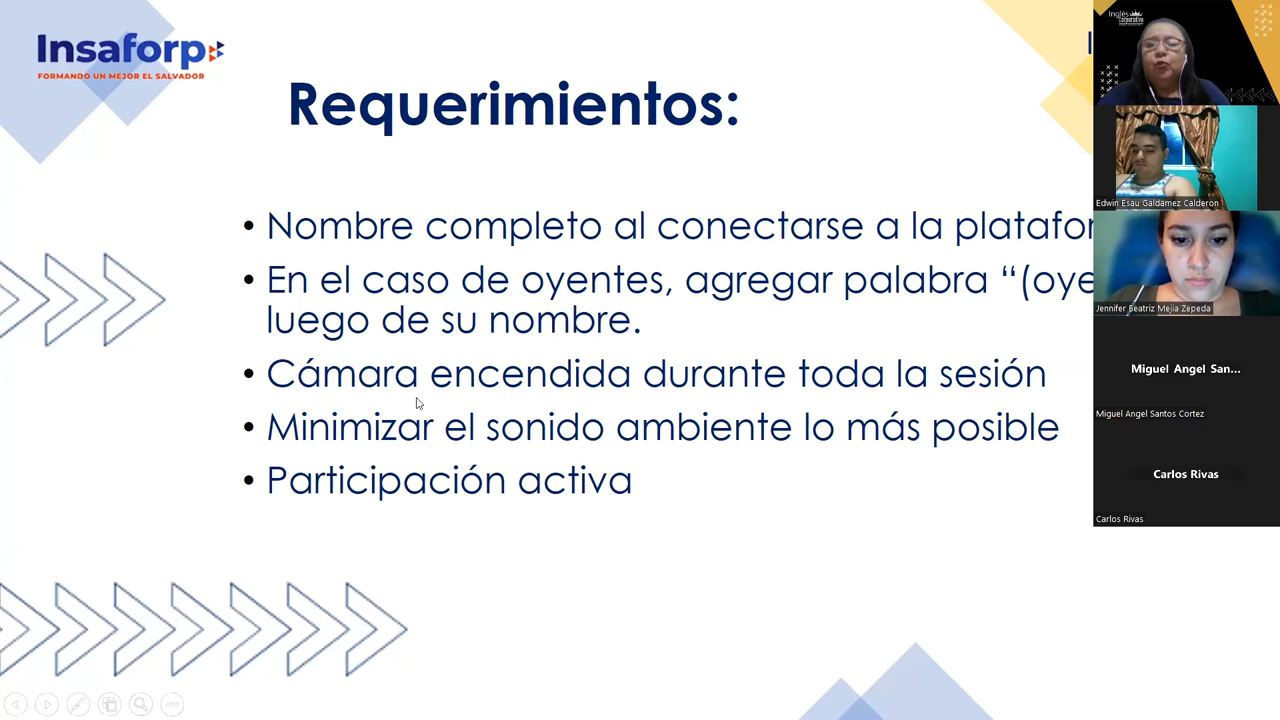 Insaforp
FORMANDO UN MEJOR EL SALVADOR
Requerimientos:
• Nombre completo al conectarse a la platafor
• En el caso de oyentes, agregar palabra “(oye
luego de su nombre.
• Cámara encendida durante toda la sesión
• Minimizar el sonido ambiente lo más posible
• Participación activa
Inglés
Corporativo
Edwin Esau Galdamez Calderon
Jennifer Beatriz Mejia Zepeda
Miguel Angel San...
Miguel Angel Santos Cortez
Carlos Rivas
Carlos Rivas